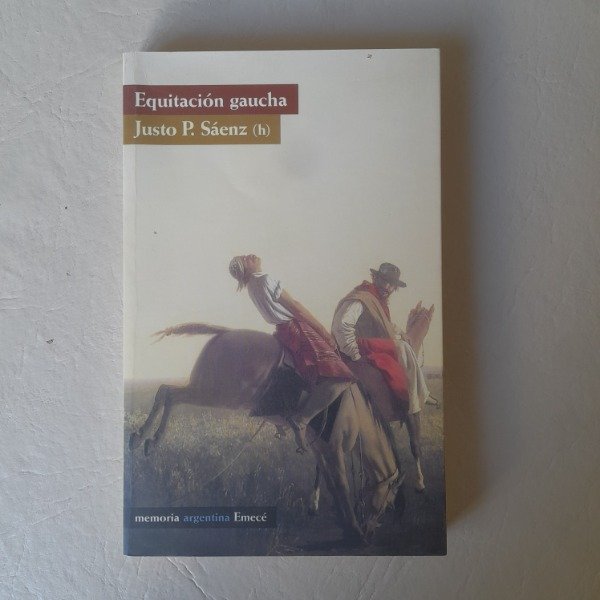 Equitación gaucha
Justo P. Sáenz (h)
memoria argentina Emecé